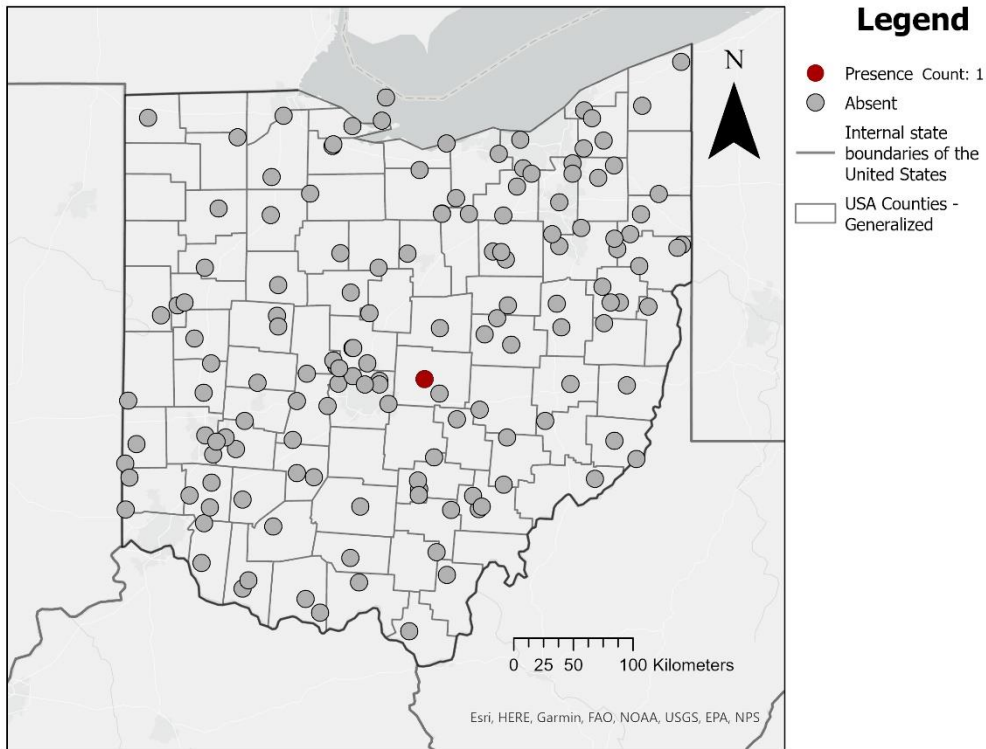 Legend
N
Presence Count: 1
Absent
Internal state
boundaries of the
United States
USA Counties -
Generalized
0 25 50 100 Kilometers
Esri, HERE, Garmin, FAO, NOAA, USGS, EPA, NPS